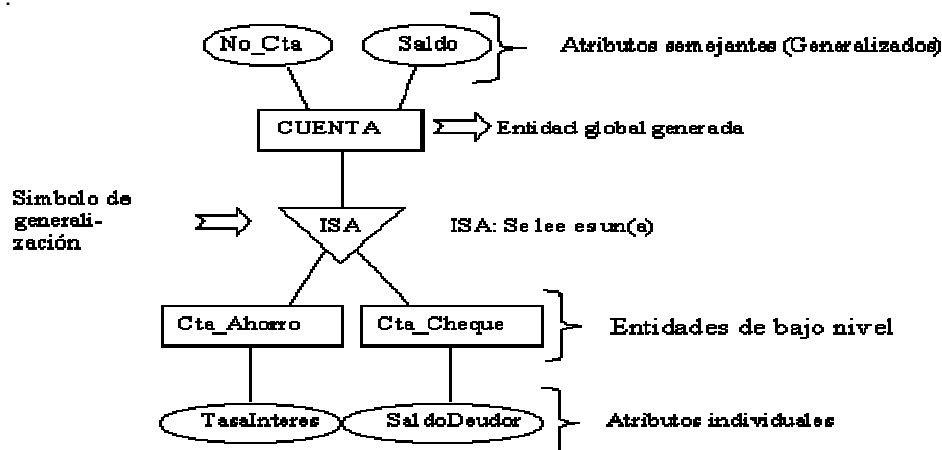 No_Cta
Saldo
Atributos semejantes (Generalizados)
CUENTA
Entidad global generada
Simbolo de
generali-
zación
ISA
ISA: Se lee es un(a)
Cta_Ahorro
Cta_Cheque
Entidades de bajo nivel
TasaInteres
SaldoDeudor
Atributos individuales